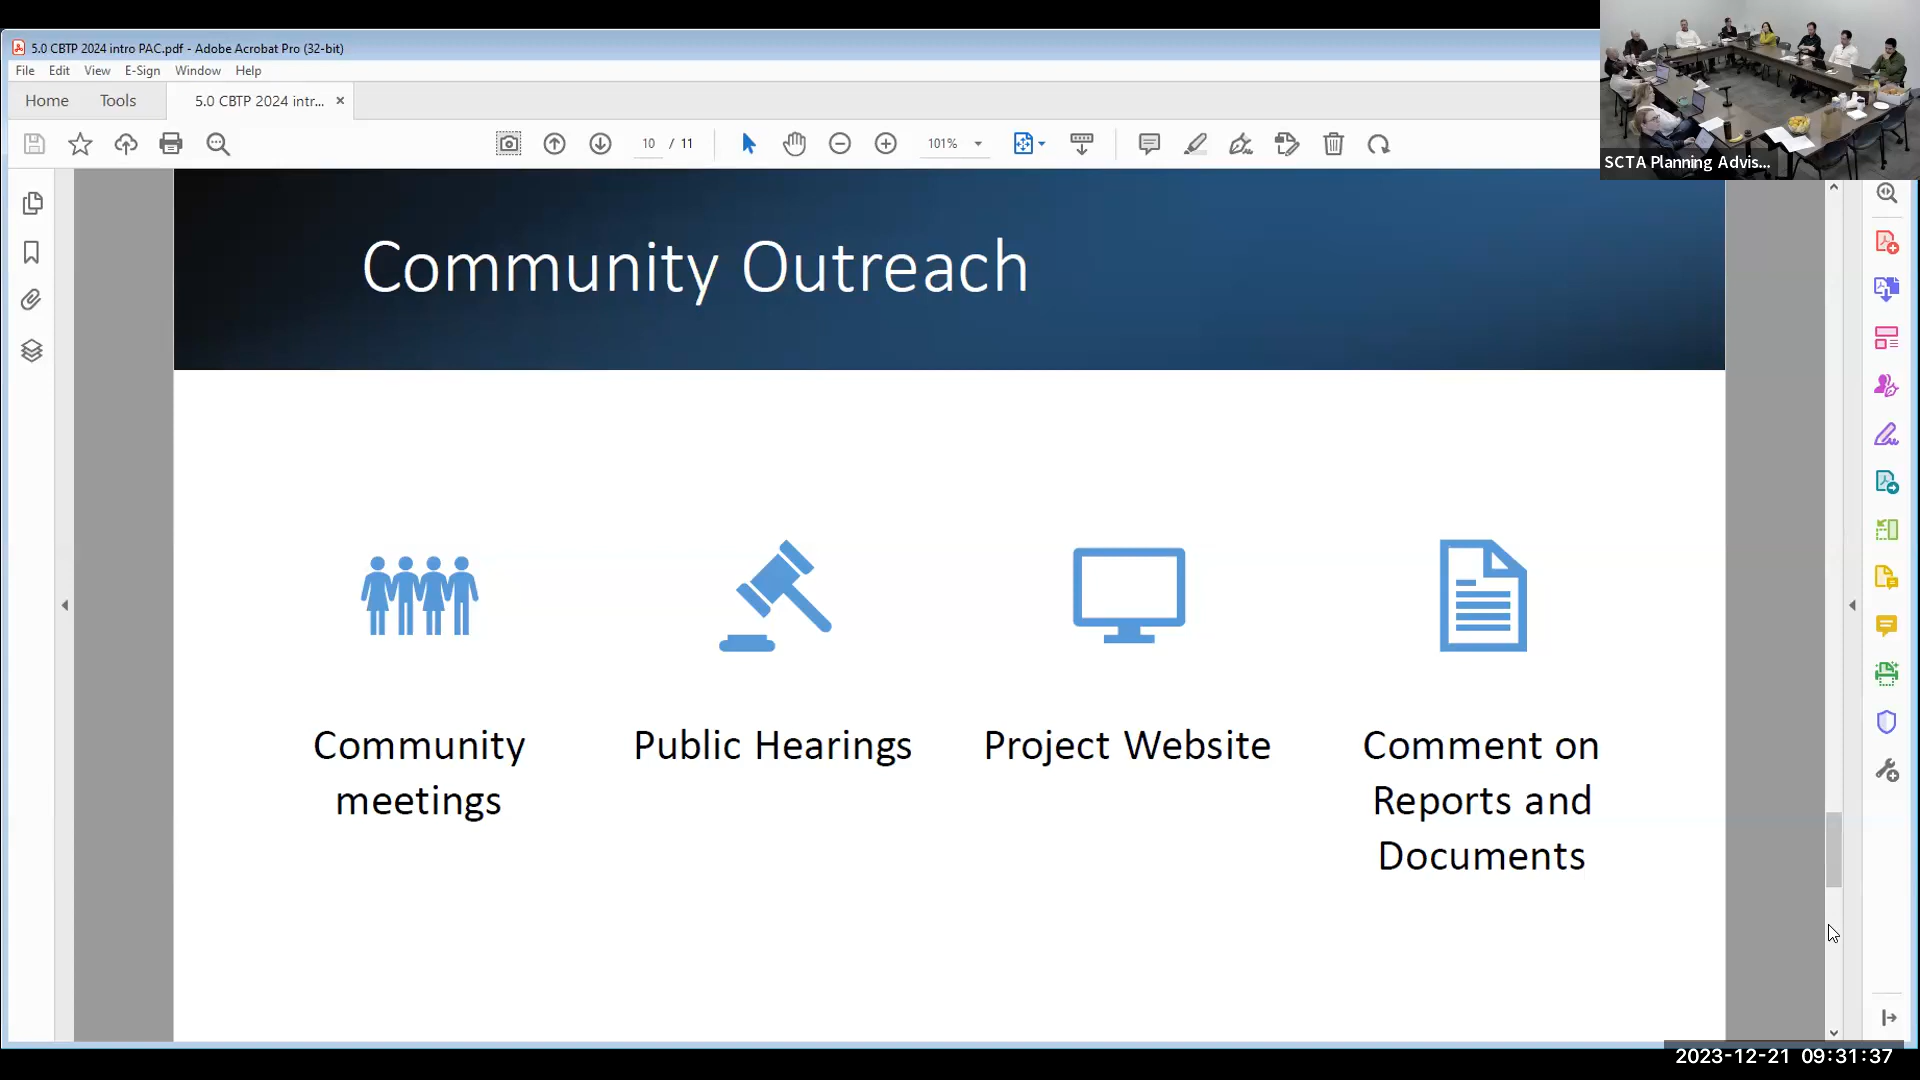 5.0 CBTP 2024 intro PAC.pdf - Adobe Acrobat Pro (32-bit)
File Edit View E-Sign Window Help
Home Tools 5.0 CBTP 2024 intr... ×
10 / 11 101%
SCTA Planning Advis...
Community Outreach
Community
meetings
Public Hearings
Project Website
Comment on
Reports and
Documents
2023-12-21 09:31:37